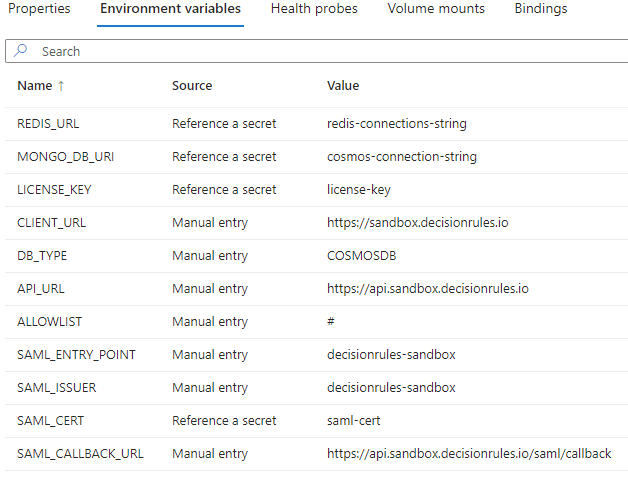 Properties Environment variables Health probes Volume mounts Bindings
Search
Name ↑ Source Value
REDIS_URL Reference a secret redis-connections-string
MONGO_DB_URI Reference a secret cosmos-connection-string
LICENSE_KEY Reference a secret license-key
CLIENT_URL Manual entry https://sandbox.decisionrules.io
DB_TYPE Manual entry COSMOSDB
API_URL Manual entry https://api.sandbox.decisionrules.io
ALLOWLIST Manual entry #
SAML_ENTRY_POINT Manual entry decisionrules-sandbox
SAML_ISSUER Manual entry decisionrules-sandbox
SAML_CERT Reference a secret saml-cert
SAML_CALLBACK_URL Manual entry https://api.sandbox.decisionrules.io/saml/callback